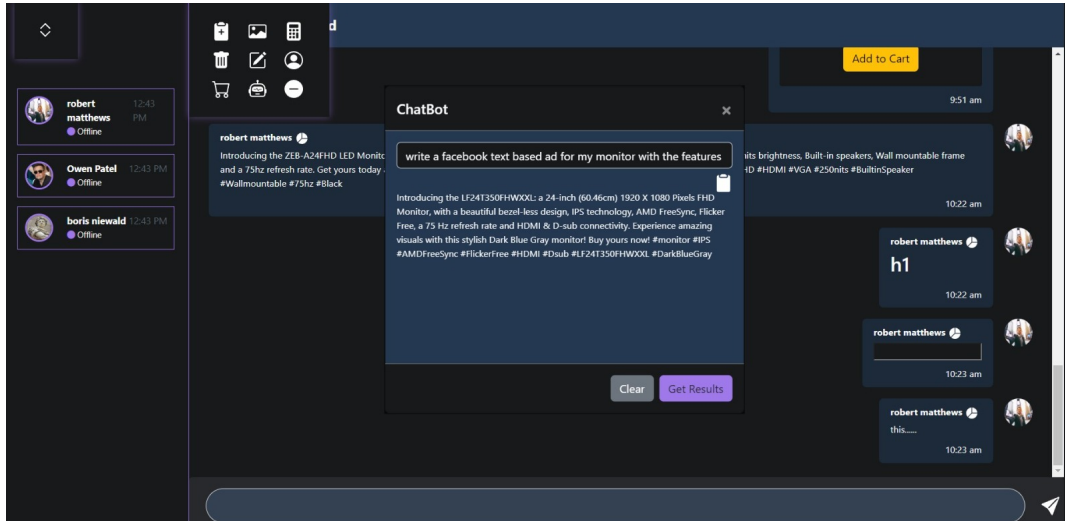 d
Add to Cart
9:51 am
robert
matthews
12:43
PM
Offline
Owen Patel 12:43 PM
Offline
boris niewald 12:43 PM
Offline
robert matthews
Introducing the ZEB-A24FHD LED Monito
and a 75hz refresh rate. Get yours today
#Wallmountable #75hz #Black
its brightness, Built-in speakers, Wall mountable frame
HD #HDMI #VGA #250nits #BuiltinSpeaker
10:22 am
ChatBot
×
write a facebook text based ad for my monitor with the features
Introducing the LF24T350FHWXXL: a 24-inch (60.46cm) 1920 X 1080 Pixels FHD
Monitor, with a beautiful bezel-less design, IPS technology, AMD FreeSync, Flicker
Free, a 75 Hz refresh rate and HDMI & D-sub connectivity. Experience amazing
visuals with this stylish Dark Blue Gray monitor! Buy yours now! #monitor #IPS
#AMDFreeSync #FlickerFree #HDMI #Dsub #LF24T350FHWXXL #DarkBlueGray
Clear
Get Results
robert matthews
h1
10:22 am
robert matthews
10:23 am
robert matthews
this......
10:23 am